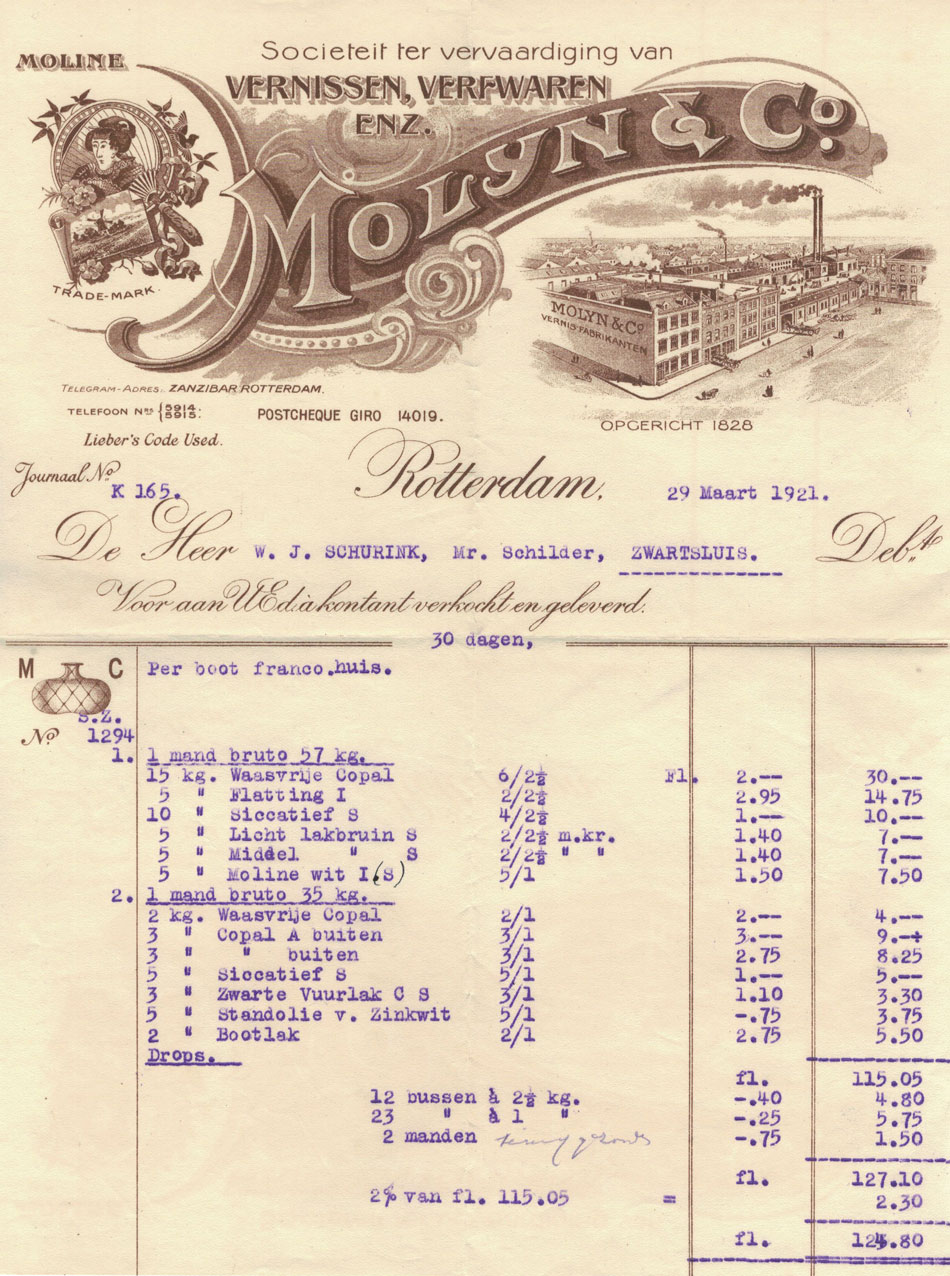 MOLINE
Societeit ter vervaardiging van
VERNISSEN, VERFWAREN
ENZ.
MOLYN & Co.
TRADE-MARK.
MOLYN & Co
VERNIS-FABRIKANTEN
OPGERICHT 1828
TELEGRAM-ADRES. ZANZIBAR ROTTERDAM.
TELEFOON Nrs. {5914. 5915. POSTCHEQUE GIRO 14019.
Lieber's Code Used.
Journaal No. K 165. Rotterdam, 29 Maart 1921.
De Heer W. J. SCHURINK, Mr. Schilder, ZWARTSLUIS. Debt.
Voor aan UEd à kontant verkocht en geleverd.
30 dagen,
M C Per boot franco.huis.
S.Z.
No 1294
1. 1 mand bruto 57 kg.
15 kg. Waasvrije Copal 6/2½ Fl. 2.-- 30.--
5 " Flatting I 2/2½ 2.95 14.75
10 " Siccatief S 4/2½ 1.-- 10.--
5 " Licht lakbruin S 2/2½ m.kr. 1.40 7.--
5 " Middel " S 2/2½ " " 1.40 7.--
5 " Moline wit I(S) 5/1 1.50 7.50
2. 1 mand bruto 35 kg.
2 kg. Waasvrije Copal 2/1 2.-- 4.--
3 " Copal A buiten 3/1 3.-- 9.--
3 " " buiten 3/1 2.75 8.25
5 " Siccatief S 5/1 1.-- 5.--
3 " Zwarte Vuurlak C S 3/1 1.10 3.30
5 " Standolie v. Zinkwit 5/1 -.75 3.75
2 " Bootlak 2/1 2.75 5.50
Drops.
fl. 115.05
12 bussen à 2½ kg. -.40 4.80
23 " à 1 " -.25 5.75
2 manden -.75 1.50
fl. 127.10
2% van fl. 115.05 = 2.30
fl. 124.80